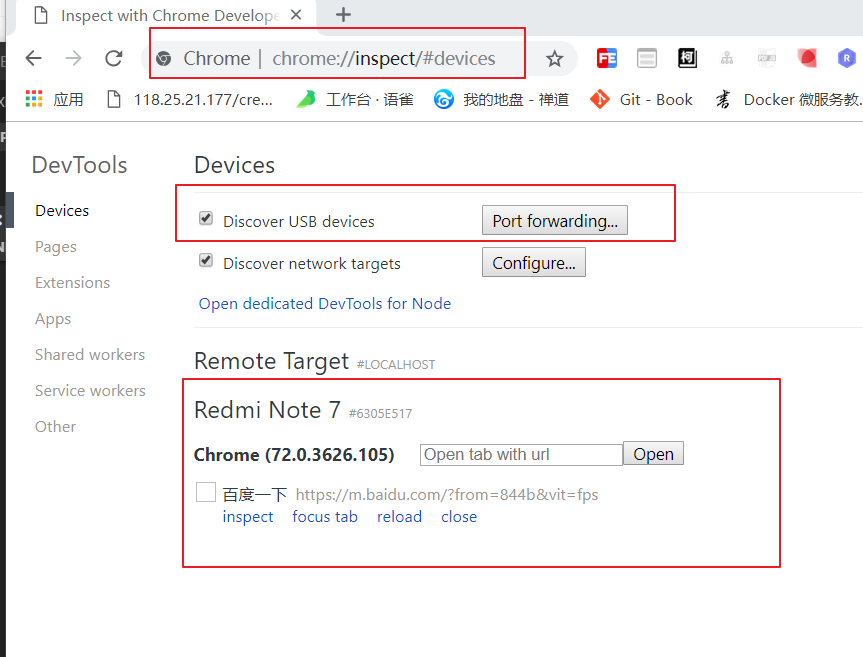 Inspect with Chrome Develope
Chrome | chrome://inspect/#devices
应用 118.25.21.177/cre... 工作台 · 语雀 我的地盘 - 禅道 Git - Book Docker 微服务教.
DevTools
Devices
Pages
Extensions
Apps
Shared workers
Service workers
Other
Devices
Discover USB devices Port forwarding...
Discover network targets Configure...
Open dedicated DevTools for Node
Remote Target #LOCALHOST
Redmi Note 7 #6305E517
Chrome (72.0.3626.105) Open tab with url Open
百度一下 https://m.baidu.com/?from=844b&vit=fps
inspect focus tab reload close